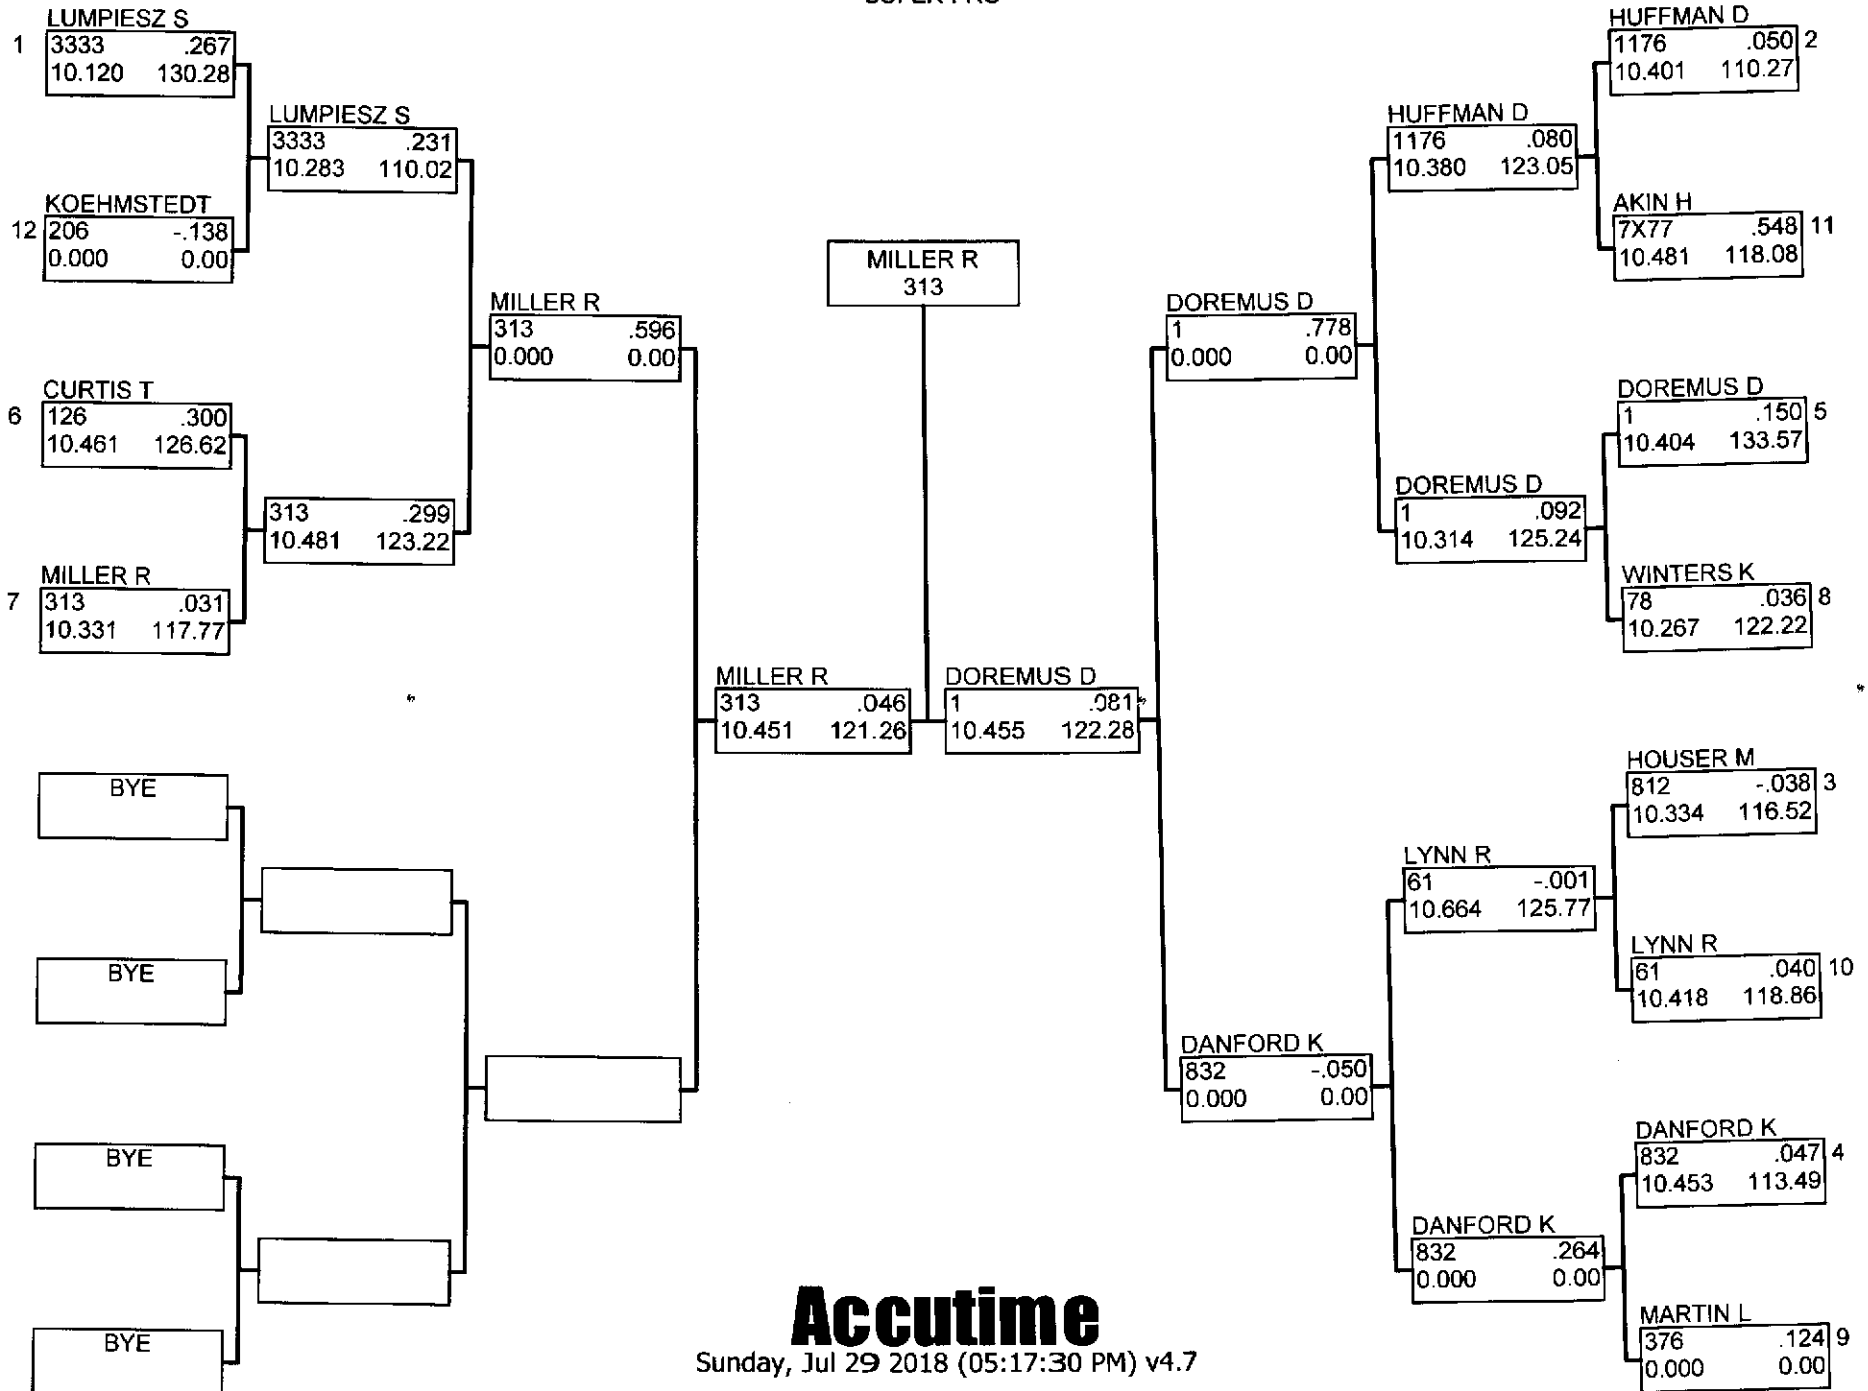 LUMPIESZ S
1 3333 .267
10.120 130.28
KOEHMSTEDT
12 206 -.138
0.000 0.00
CURTIS T
6 126 .300
10.461 126.62
MILLER R
7 313 .031
10.331 117.77
BYE
BYE
BYE
BYE
LUMPIESZ S
3333 .231
10.283 110.02
313 .299
10.481 123.22
MILLER R
313 .596
0.000 0.00
MILLER R
313 .046
10.451 121.26
MILLER R
313
DOREMUS D
1 .081
10.455 122.28
DOREMUS D
1 .778
0.000 0.00
DANFORD K
832 -.050
0.000 0.00
HUFFMAN D
1176 .080
10.380 123.05
DOREMUS D
1 .092
10.314 125.24
LYNN R
61 -.001
10.664 125.77
DANFORD K
832 .264
0.000 0.00
HUFFMAN D
1176 .050 2
10.401 110.27
AKIN H
7X77 .548 11
10.481 118.08
DOREMUS D
1 .150 5
10.404 133.57
WINTERS K
78 .036 8
10.267 122.22
HOUSER M
812 -.038 3
10.334 116.52
LYNN R
61 .040 10
10.418 118.86
DANFORD K
832 .047 4
10.453 113.49
MARTIN L
376 .124 9
0.000 0.00
Accutime
Sunday, Jul 29 2018 (05:17:30 PM) v4.7